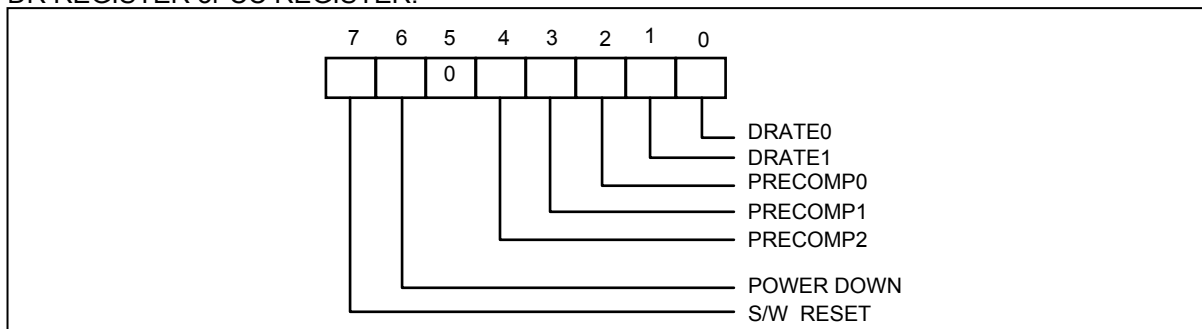 7 6 5 4 3 2 1 0
0
DRATE0
DRATE1
PRECOMP0
PRECOMP1
PRECOMP2
POWER DOWN
S/W RESET